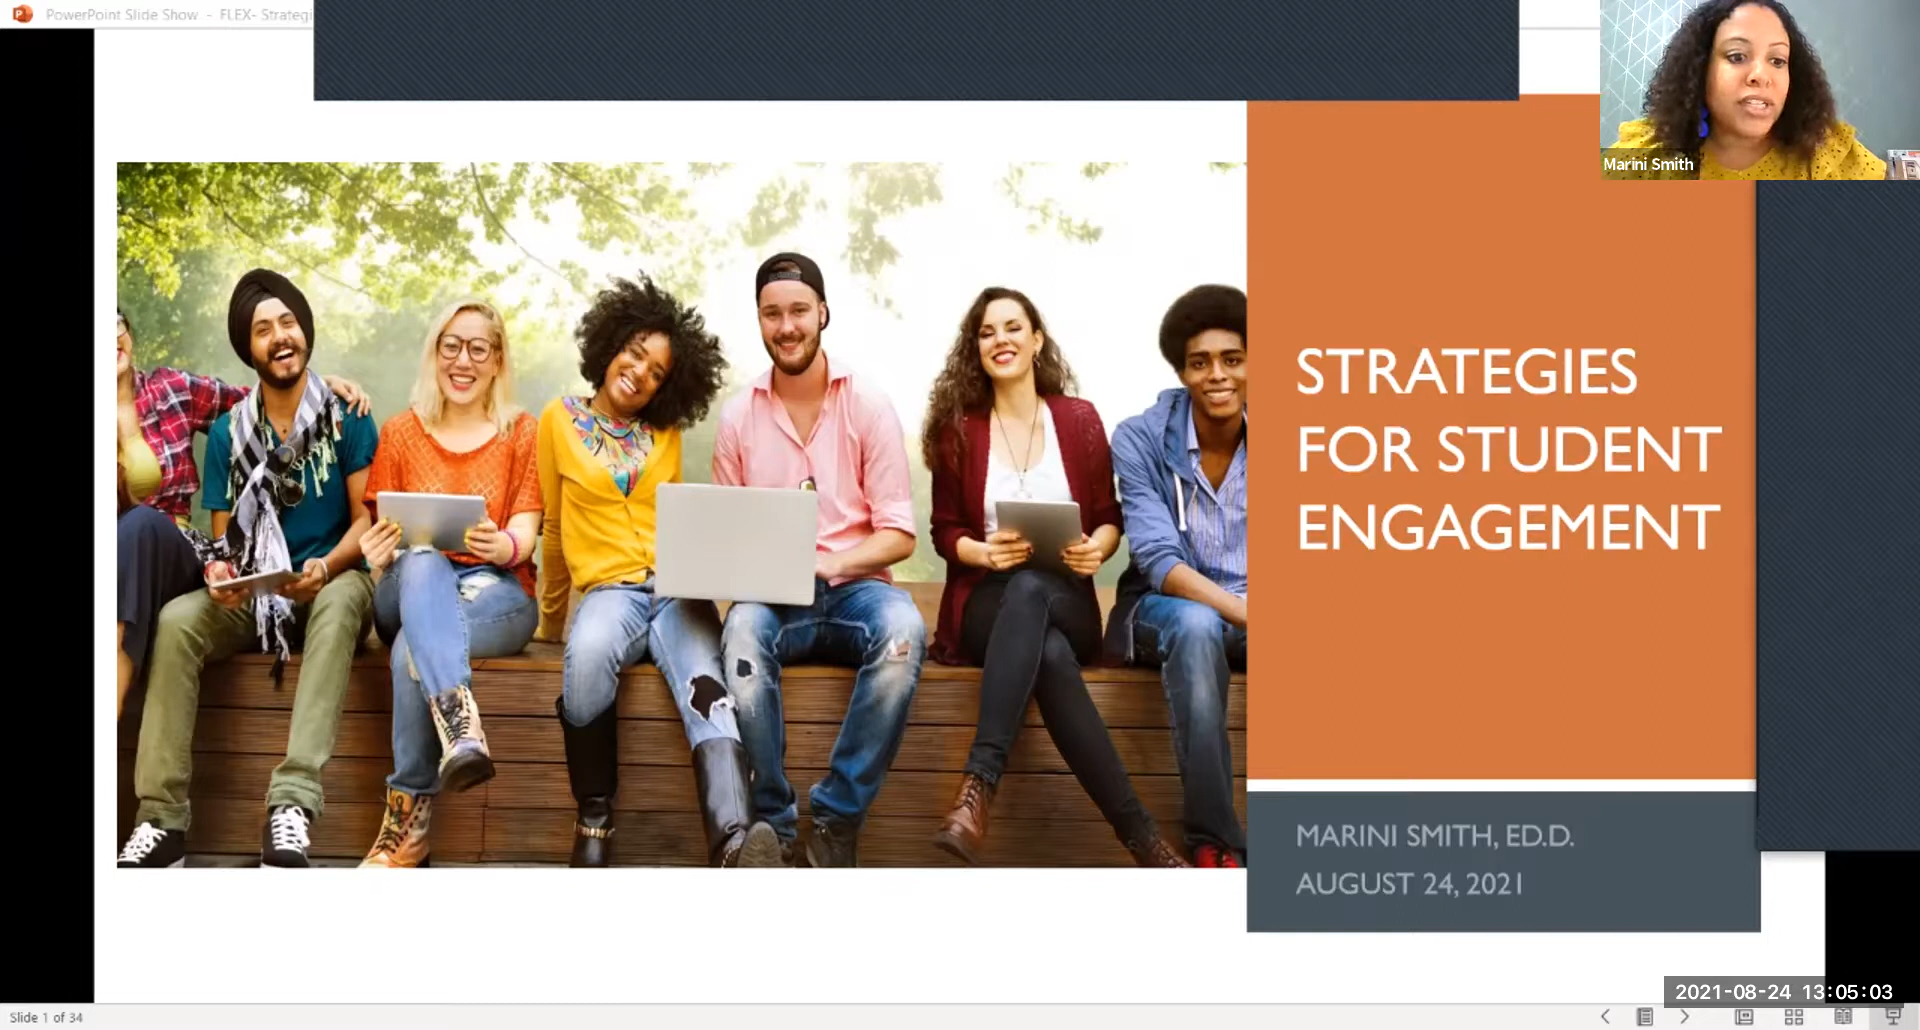 PowerPoint Slide Show - FLEX- Strategi
Marini Smith
STRATEGIES
FOR STUDENT
ENGAGEMENT
MARINI SMITH, ED.D.
AUGUST 24, 2021
2021-08-24 13:05:03
Slide 1 of 34